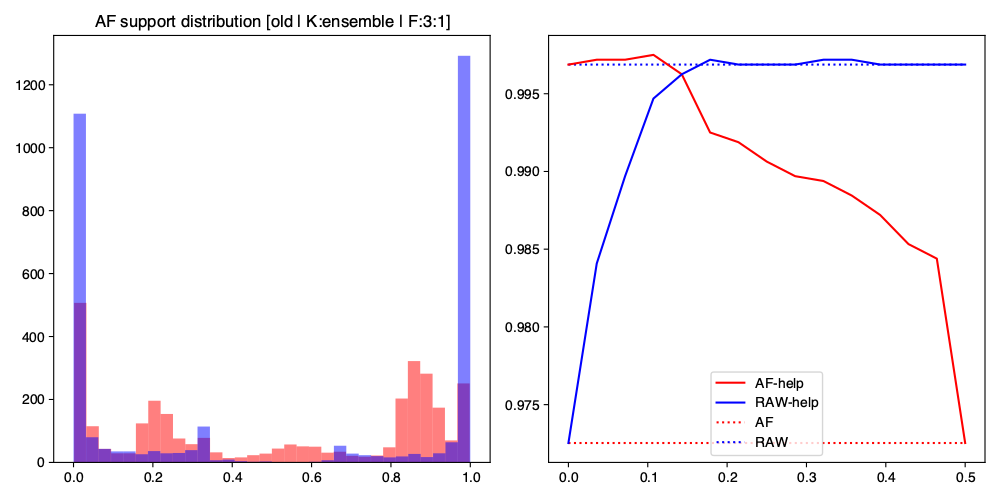 AF support distribution [old | K:ensemble | F:3:1]
1200
1000
800
600
400
200
0
0.0 0.2 0.4 0.6 0.8 1.0
0.995
0.990
0.985
0.980
0.975
0.0 0.1 0.2 0.3 0.4 0.5
AF-help
RAW-help
AF
RAW